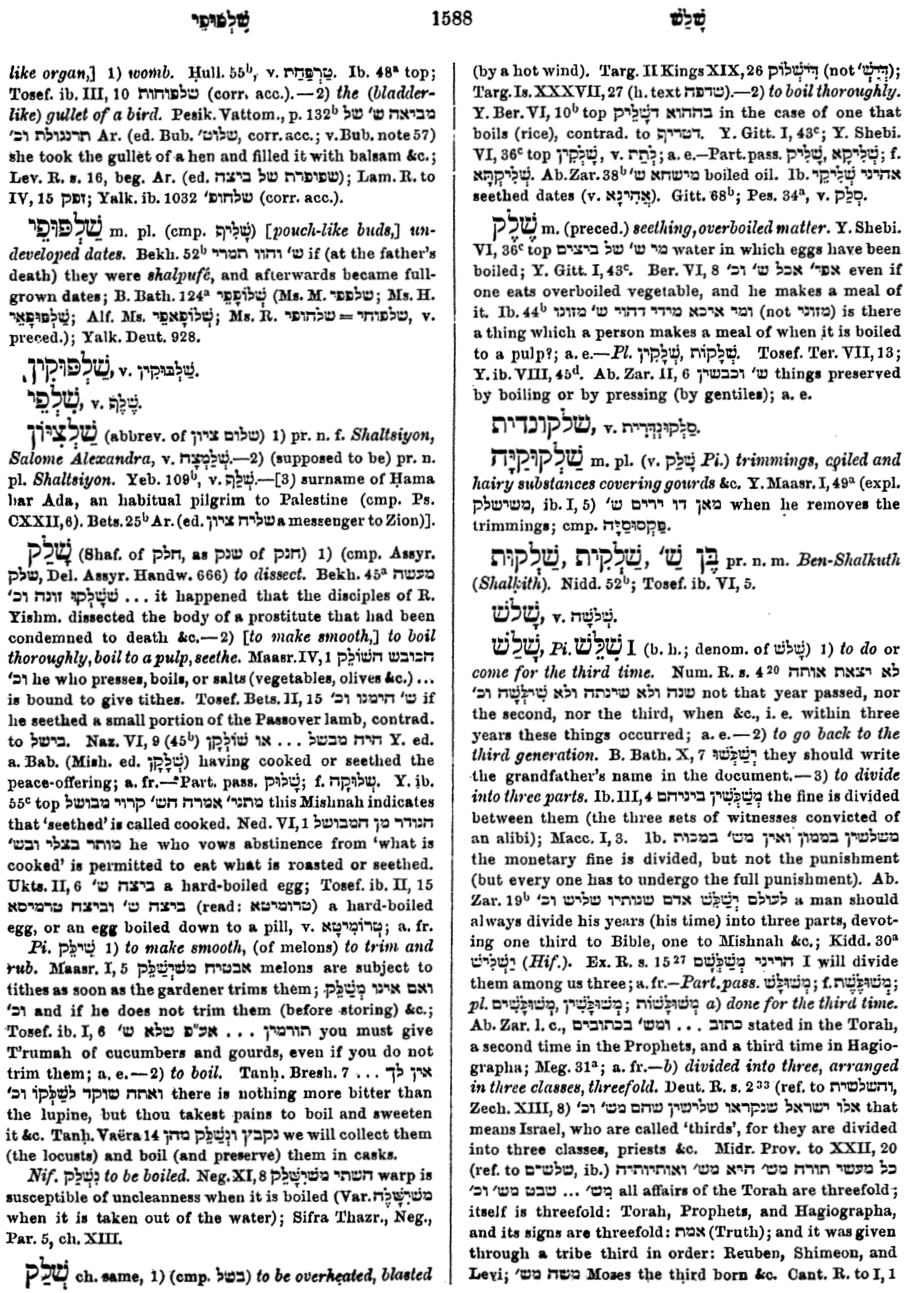 שַׁלְפּוּפֵי 1588 שָׁלַשׁ
like organ,] 1) womb. Ḥull. 55b, v. טַרְפַּחַת. Ib. 48a top;
Tosef. ib. III, 10 שלפוחות (corr. acc.).—2) the (bladder-
like) gullet of a bird. Pesik. Vattom., p. 132b מביאה ש' של
תרנגולת וכ' Ar. (ed. Bub. שלוט', corr. acc.; v. Bub. note 57)
she took the gullet of a hen and filled it with balsam &c.;
Lev. R. s. 16, beg. Ar. (ed. שפופרת של ביצה); Lam. R. to
IV, 15 זפק; Yalk. ib. 1032 שלחופ' (corr. acc.).
שַׁלְפּוּפֵי m. pl. (cmp. שָׁלִיף) [pouch-like buds,] un-
developed dates. Bekh. 52b ש' והוו תמרי if (at the father's
death) they were shalpufé, and afterwards became full-
grown dates; B. Bath. 124a שְׁלוֹפָפֵי (Ms. M. שלפפי; Ms. H.
שַׁלְפּוּפָאֵי; Alf. Ms. שְׁלוֹפָאפֵי; Ms. R. שלחופי = שלפוחי, v.
preced.); Yalk. Deut. 928.
שַׁלְפּוּקִין, v. שַׁלְבּוּקִין.
שִׁלְפֵי, v. שֶׁלֶף.
שַׁלְצִיּוֹן (abbrev. of שלום ציון) 1) pr. n. f. Shaltsiyon,
Salome Alexandra, v. שַׁלְמְצָה.—2) (supposed to be) pr. n.
pl. Shaltsiyon. Yeb. 109b, v. שֶׁלֶף.—[3) surname of Ḥama
bar Ada, an habitual pilgrim to Palestine (cmp. Ps.
CXXII, 6). Bets. 25b Ar. (ed. שליח ציון a messenger to Zion)].
שָׁלַק (Shaf. of חלק, as שנק of חנק) 1) (cmp. Assyr.
שלק, Del. Assyr. Handw. 666) to dissect. Bekh. 45a מעשה
ששָּׁלְקוּ זונה וכ' ... it happened that the disciples of R.
Yishm. dissected the body of a prostitute that had been
condemned to death &c.—2) [to make smooth,] to boil
thoroughly, boil to a pulp, seethe. Maasr. IV, 1 הכובש השולֵק
וכ' he who presses, boils, or salts (vegetables, olives &c.) ...
is bound to give tithes. Tosef. Bets. II, 15 ש' הימנו וכ' if
he seethed a small portion of the Passover lamb, contrad.
to בישל. Naz. VI, 9 (45b) היה מבשל ... או שׁוֹלְקָן Y. ed.
a. Bab. (Mish. ed. שְׁלָקָן) having cooked or seethed the
peace-offering; a. fr.—Part. pass. שָׁלוּק; f. שְׁלוּקָה. Y. ib.
55c top מתני' אמרה הש' קרוי מבושל this Mishnah indicates
that 'seethed' is called cooked. Ned. VI, 1 הנודר מן המבושל
מותר בצלי ובש' he who vows abstinence from 'what is
cooked' is permitted to eat what is roasted or seethed.
Ukts. II, 6 ביצה ש' a hard-boiled egg; Tosef. ib. II, 15
ביצה ש' וביצה טרמיסא (read: טרומיטא) a hard-boiled
egg, or an egg boiled down to a pill, v. טְרוֹמִיטָא; a. fr.
Pi. שִׁילֵּק 1) to make smooth, (of melons) to trim and
rub. Maasr. I, 5 אבטיח משיְשַׁלֵּק melons are subject to
tithes as soon as the gardener trims them; ואם אינו מְשַׁלֵּק
וכ' and if he does not trim them (before storing) &c.;
Tosef. ib. I, 6 תורמין ... אע"פ שלא ש' you must give
T'rumah of cucumbers and gourds, even if you do not
trim them; a. e.—2) to boil. Tanḥ. Bresh. 7 אין לך ...
ואתה שוקד לשַׁלְּקוֹ וכ' there is nothing more bitter than
the lupine, but thou takest pains to boil and sweeten
it &c. Tanḥ. Vaëra 14 נקבץ ונְשַׁלֵּק מהן we will collect them
(the locusts) and boil (and preserve) them in casks.
Nif. נִשְׁלַק to be boiled. Neg. XI, 8 השתי משישָּׁלֵק warp is
susceptible of uncleanness when it is boiled (Var. משישָּׁלֶה
when it is taken out of the water); Sifra Thazr., Neg.,
Par. 5, ch. XIII.
שְׁלַק ch. same, 1) (cmp. בשל) to be overheated, blasted
(by a hot wind). Targ. II Kings XIX, 26 דִּישְׁלוֹק (not דְּיִשְׁ');
Targ. Is. XXXVII, 27 (h. text שדפה).—2) to boil thoroughly.
Y. Ber. VI, 10b top בההוא דשָׁלֵיק in the case of one that
boils (rice), contrad. to דטריף. Y. Gitt. I, 43c; Y. Shebi.
VI, 36c top שָׁלְקִין, v. לְחַת; a. e.—Part. pass. שְׁלִיק, שְׁלִיקָא; f.
שְׁלִיקְתָּא. Ab. Zar. 38b מישחא ש' boiled oil. Ib. אהיני שְׁלִיקֵי
seethed dates (v. אֲהִינָא). Gitt. 68b; Pes. 34a, v. סְלַק.
שֶׁלֶק m. (preced.) seething, overboiled matter. Y. Shebi.
VI, 36c top מי ש' של ביצים water in which eggs have been
boiled; Y. Gitt. I, 43c. Ber. VI, 8 אפי' אכל ש' וכ' even if
one eats overboiled vegetable, and he makes a meal of
it. Ib. 44b ומי איכא מידי דהוי ש' מזונו (not מזוני) is there
a thing which a person makes a meal of when it is boiled
to a pulp?; a. e.—Pl. שְׁלָקִין, שְׁלָקוֹת. Tosef. Ter. VII, 13;
Y. ib. VIII, 45d. Ab. Zar. II, 6 ש' וכבשין things preserved
by boiling or by pressing (by gentiles); a. e.
שלקונדית, v. סַלְקוּנְדְּרִית.
שַׁלְקוּקַיָּה m. pl. (v. שָׁלַק Pi.) trimmings, coiled and
hairy substances covering gourds &c. Y. Maasr. I, 49a (expl.
משישלק, ib. I, 5) מאן דו ירים ש' when he removes the
trimmings; cmp. פַּקְסוּסַיָּה.
בֶּן שַׁ', שַׁלְקִית, שַׁלְקוּת pr. n. m. Ben-Shalkuth
(Shalḳith). Nidd. 52b; Tosef. ib. VI, 5.
שָׁלֹשׁ, v. שְׁלֹשָׁה.
שָׁלַשׁ, Pi. שִׁלֵּשׁ I (b. h.; denom. of שָׁלֹשׁ) 1) to do or
come for the third time. Num. R. s. 4 20 לא יצאת אותה
שנה ולא שינתה ולא שִׁילְּשָׁה וכ' not that year passed, nor
the second, nor the third, when &c., i. e. within three
years these things occurred; a. e.—2) to go back to the
third generation. B. Bath. X, 7 יְשַׁלְּשׁוּ they should write
the grandfather's name in the document.—3) to divide
into three parts. Ib. III, 4 מְשַׁלְּשִׁין ביניהם the fine is divided
between them (the three sets of witnesses convicted of
an alibi); Macc. I, 3. Ib. משלשין בממון ואין מש' במכות
the monetary fine is divided, but not the punishment
(but every one has to undergo the full punishment). Ab.
Zar. 19b לעולם יְשַׁלֵּשׁ אדם שנותיו שליש וכ' a man should
always divide his years (his time) into three parts, devot-
ing one third to Bible, one to Mishnah &c.; Kidd. 30a
יַשְׁלִישׁ (Hif.). Ex. R. s. 15 27 הריני מְשַׁלְּשָׁם I will divide
them among us three; a. fr.—Part. pass. מְשׁוּלָּשׁ; f. מְשׁוּלֶּשֶׁת;
pl. מְשׁוּלָּשִׁים, מְשׁוּלָּשִׁין; מְשׁוּלָּשׁוֹת a) done for the third time.
Ab. Zar. l. c., כתוב ... ומש' בכתובים stated in the Torah,
a second time in the Prophets, and a third time in Hagio-
grapha; Meg. 31a; a. fr.—b) divided into three, arranged
in three classes, threefold. Deut. R. s. 2 33 (ref. to והשלשית,
Zech. XIII, 8) אלו ישראל שנקראו שלישין שהם מש' וכ' that
means Israel, who are called 'thirds', for they are divided
into three classes, priests &c. Midr. Prov. to XXII, 20
(ref. to שלשים, ib.) כל מעשי תורה מש' היא מש' ואותיותיה
מְש' ... שבט מש' וכ' all affairs of the Torah are threefold;
itself is threefold: Torah, Prophets, and Hagiographa,
and its signs are threefold: אמת (Truth); and it was given
through a tribe third in order: Reuben, Shimeon, and
Levi; משה מש' Moses the third born &c. Cant. R. to I, 1